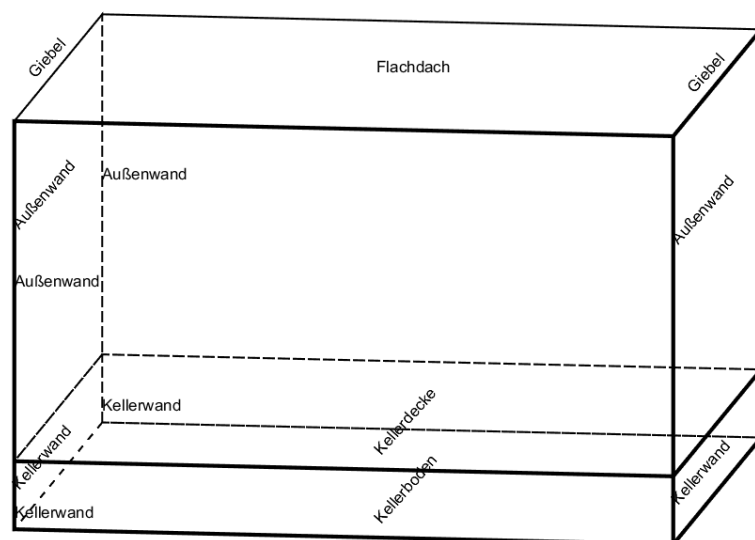 Giebel
Flachdach
Giebel
Außenwand
Außenwand
Außenwand
Außenwand
Kellerwand
Kellerdecke
Kellerwand
Kellerboden
Kellerwand
Kellerwand